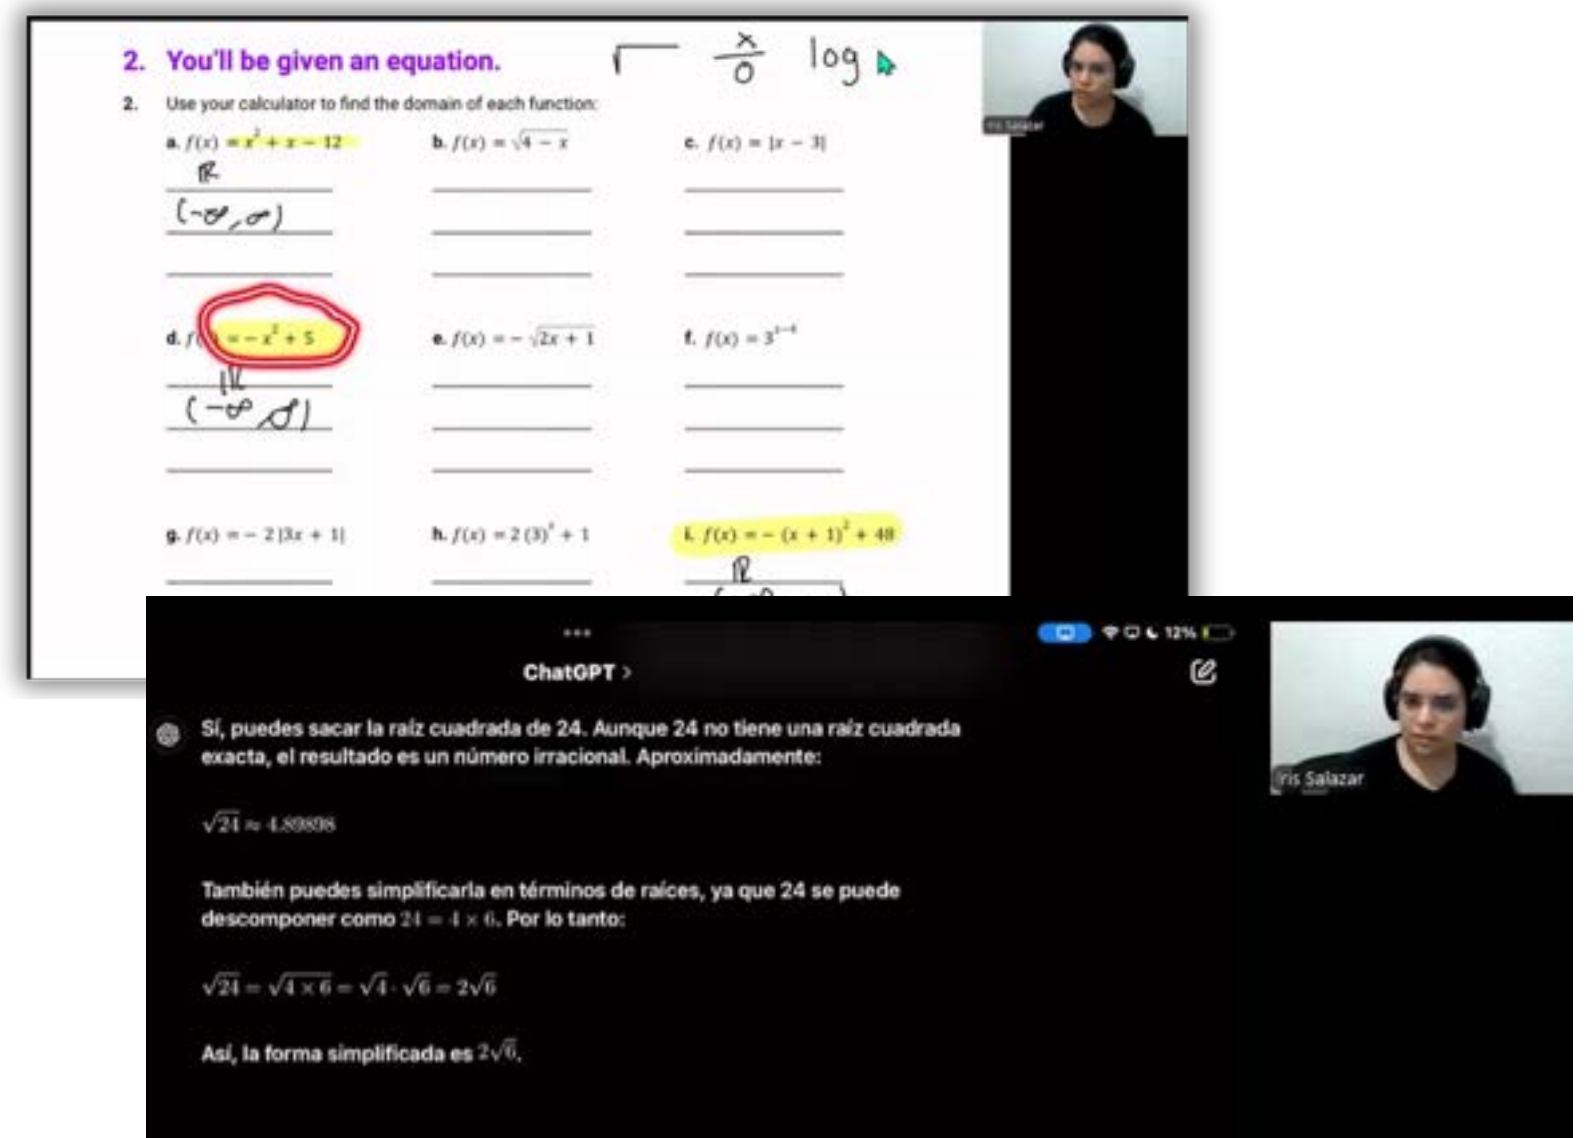 2. You'll be given an equation.
√ x/0 log
2. Use your calculator to find the domain of each function:
a. f(x) = x² + x − 12 b. f(x) = √(4 − x) c. f(x) = |x − 3|
ℝ
(-∞, ∞)
d. f( = − x² + 5 e. f(x) = − √(2x + 1) f. f(x) =
ℝ
(-∞, ∞)
g. f(x) = − 2 |3x + 1| h. f(x) = 2 (3)ˣ + 1 i. f(x) = − (x + 1)² + 48
ℝ
Iris Salazar
12%
ChatGPT >
Sí, puedes sacar la raíz cuadrada de 24. Aunque 24 no tiene una raíz cuadrada
exacta, el resultado es un número irracional. Aproximadamente:
√24 ≈ 4.89898
También puedes simplificarla en términos de raíces, ya que 24 se puede
descomponer como 24 = 4 × 6. Por lo tanto:
√24 = √(4 × 6) = √4 · √6 = 2√6
Así, la forma simplificada es 2√6.
Iris Salazar